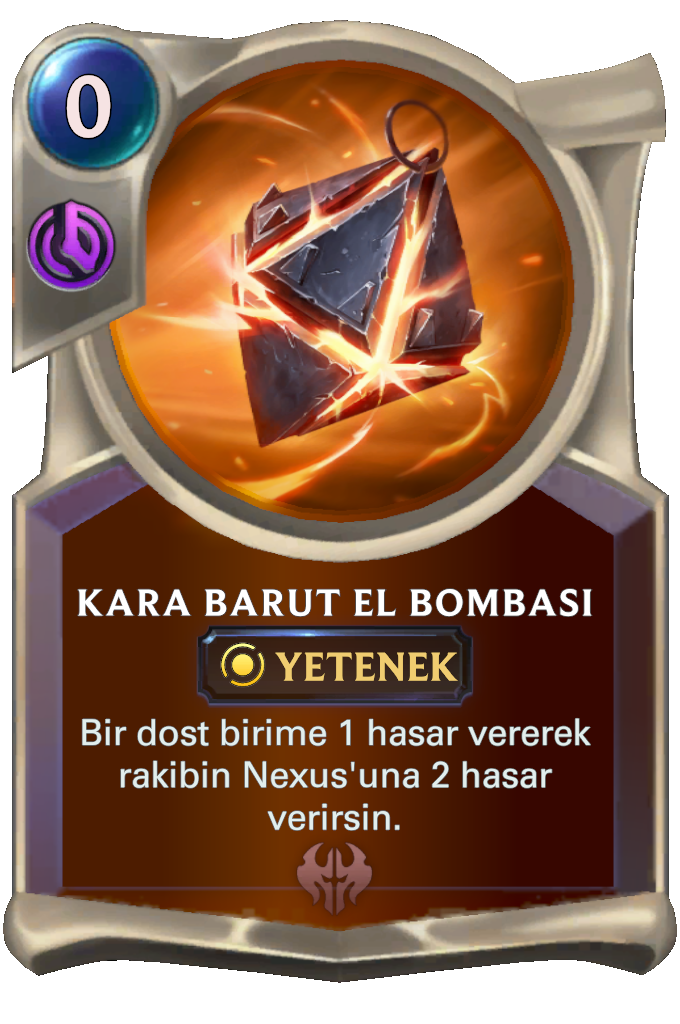 0
KARA BARUT EL BOMBASI
YETENEK
Bir dost birime 1 hasar vererek
rakibin Nexus'una 2 hasar
verirsin.